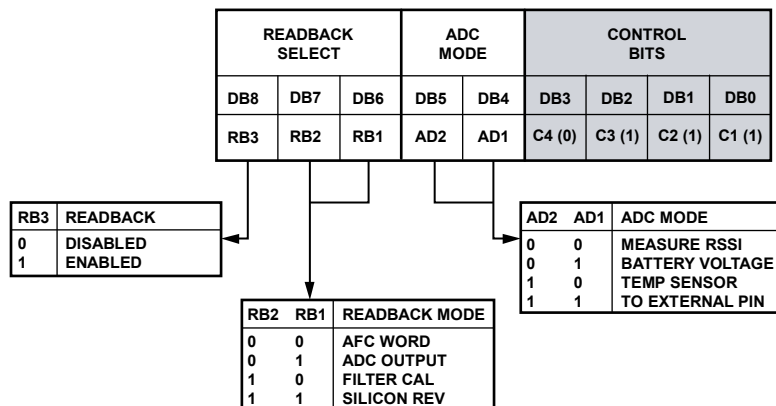 READBACK SELECT ADC MODE CONTROL BITS
DB8 DB7 DB6 DB5 DB4 DB3 DB2 DB1 DB0
RB3 RB2 RB1 AD2 AD1 C4 (0) C3 (1) C2 (1) C1 (1)
RB3 READBACK
0 DISABLED
1 ENABLED
AD2 AD1 ADC MODE
0 0 MEASURE RSSI
0 1 BATTERY VOLTAGE
1 0 TEMP SENSOR
1 1 TO EXTERNAL PIN
RB2 RB1 READBACK MODE
0 0 AFC WORD
0 1 ADC OUTPUT
1 0 FILTER CAL
1 1 SILICON REV